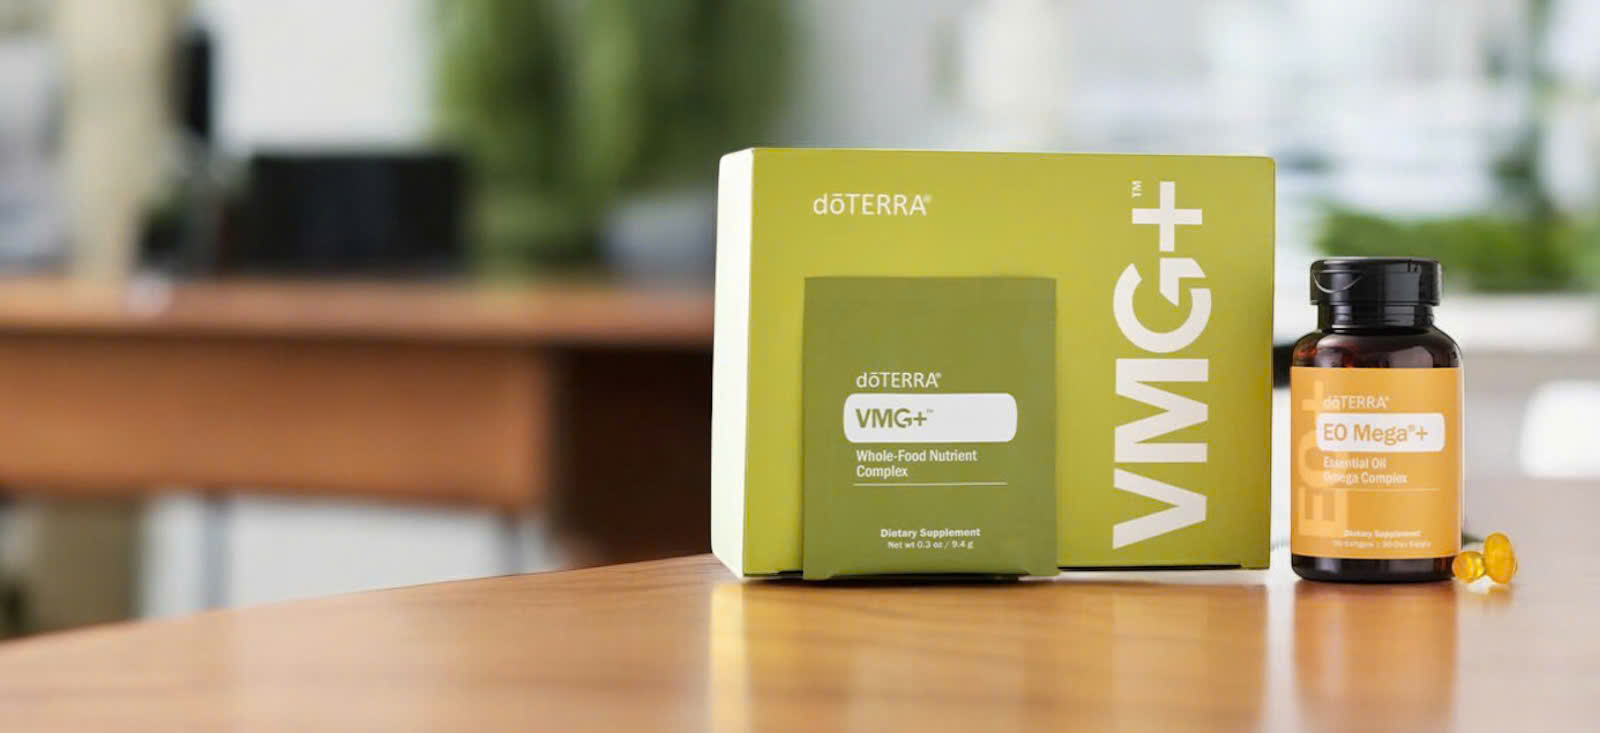 dōTERRA®
VMG+™
dōTERRA®
VMG+™
Whole-Food Nutrient
Complex
Dietary Supplement
Net wt 0.3 oz / 9.4 g
EO+
dōTERRA®
EO Mega®+
Essential Oil
Omega Complex
Dietary Supplement